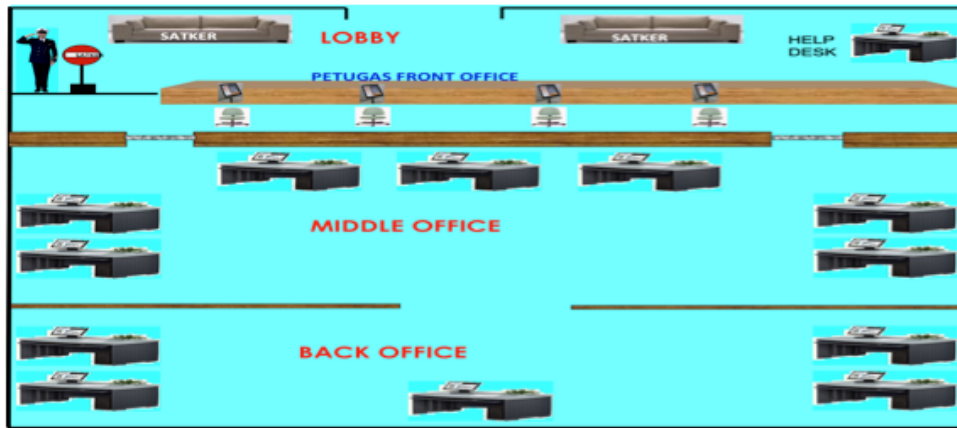 SATKER
LOBBY
SATKER
HELP
DESK
PETUGAS FRONT OFFICE
MIDDLE OFFICE
BACK OFFICE